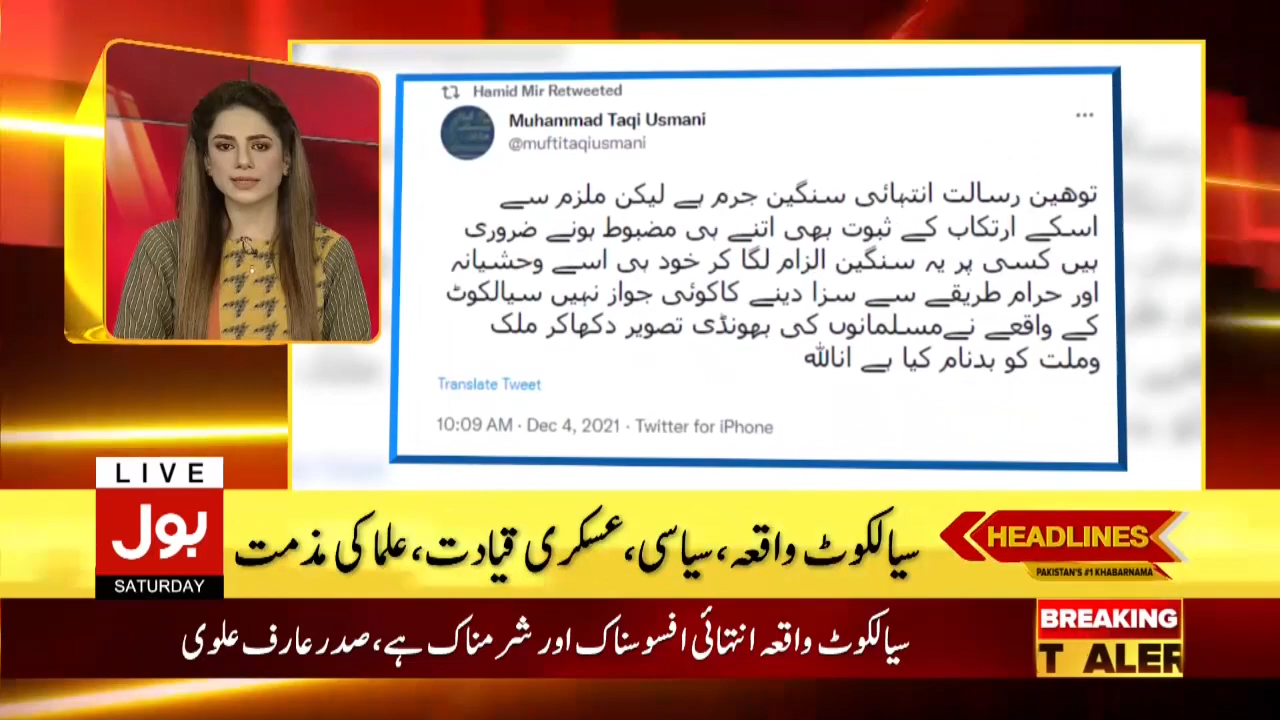 Hamid Mir Retweeted
Muhammad Taqi Usmani
@muftitaqiusmani
توهین رسالت انتہائی سنگین جرم ہے لیکن ملزم سے
اسکے ارتکاب کے ثبوت بھی اتنے ہی مضبوط ہونے ضروری
ہیں کسی پر یہ سنگین الزام لگا کر خود ہی اسے وحشیانہ
اور حرام طریقے سے سزا دینے کاکوئی جواز نہیں سیالکوٹ
کے واقعے نےمسلمانوں کی بھونڈی تصویر دکھاکر ملک
وملت کو بدنام کیا ہے اناللہ
Translate Tweet
10:09 AM · Dec 4, 2021 · Twitter for iPhone
LIVE
بول
SATURDAY
سیالکوٹ واقعہ، سیاسی، عسکری قیادت، علما کی مذمت
HEADLINES
PAKISTAN'S #1 KHABARNAMA
سیالکوٹ واقعہ انتہائی افسوسناک اور شرمناک ہے، صدر عارف علوی
BREAKING
T ALER